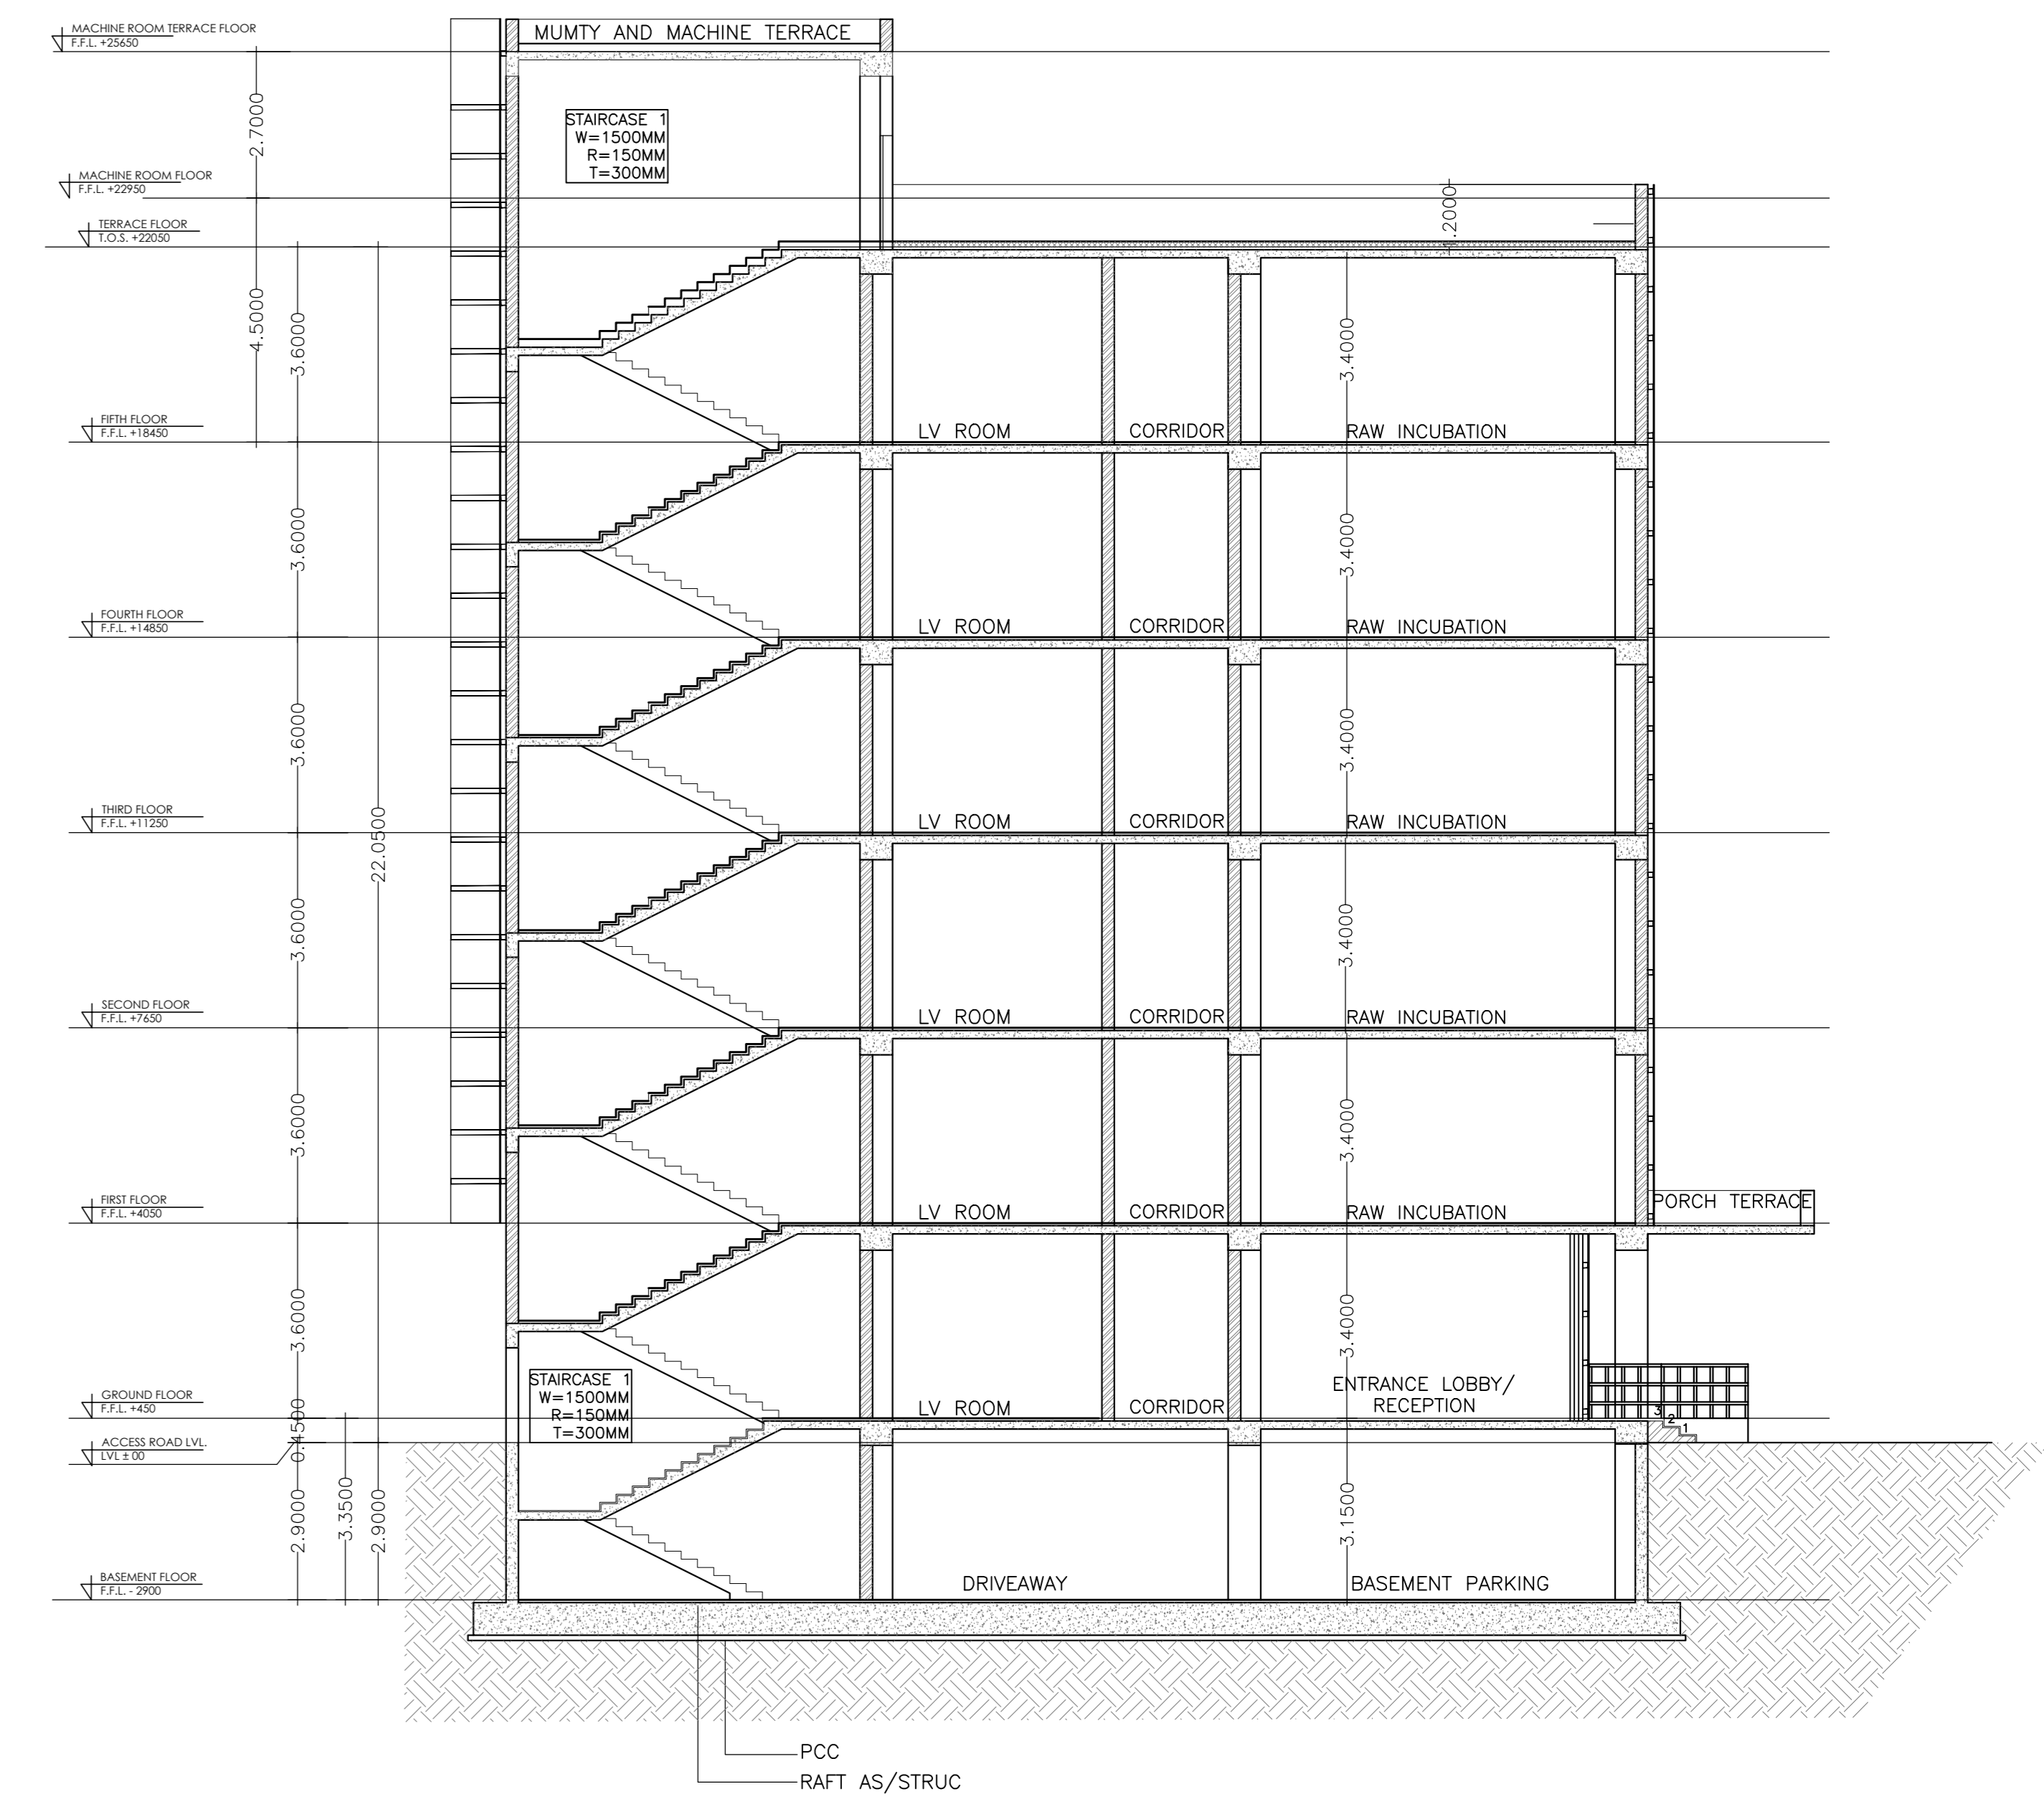 MACHINE ROOM TERRACE FLOOR
F.F.L. +25650
MUMTY AND MACHINE TERRACE
2.7000
STAIRCASE 1
W=1500MM
R=150MM
T=300MM
MACHINE ROOM FLOOR
F.F.L. +22950
1.2000
TERRACE FLOOR
T.O.S. +22050
4.5000
3.6000
3.4000
FIFTH FLOOR
F.F.L. +18450
LV ROOM
CORRIDOR
RAW INCUBATION
3.6000
3.4000
FOURTH FLOOR
F.F.L. +14850
LV ROOM
CORRIDOR
RAW INCUBATION
3.6000
3.4000
THIRD FLOOR
F.F.L. +11250
LV ROOM
CORRIDOR
RAW INCUBATION
22.0500
3.6000
3.4000
SECOND FLOOR
F.F.L. +7650
LV ROOM
CORRIDOR
RAW INCUBATION
3.6000
3.4000
FIRST FLOOR
F.F.L. +4050
LV ROOM
CORRIDOR
RAW INCUBATION
PORCH TERRACE
3.6000
3.4000
STAIRCASE 1
W=1500MM
R=150MM
T=300MM
GROUND FLOOR
F.F.L. +450
LV ROOM
CORRIDOR
ENTRANCE LOBBY/
RECEPTION
3
2
1
0.4500
ACCESS ROAD LVL.
LVL ± 00
2.9000
3.3500
2.9000
3.1500
BASEMENT FLOOR
F.F.L. - 2900
DRIVEAWAY
BASEMENT PARKING
PCC
RAFT AS/STRUC